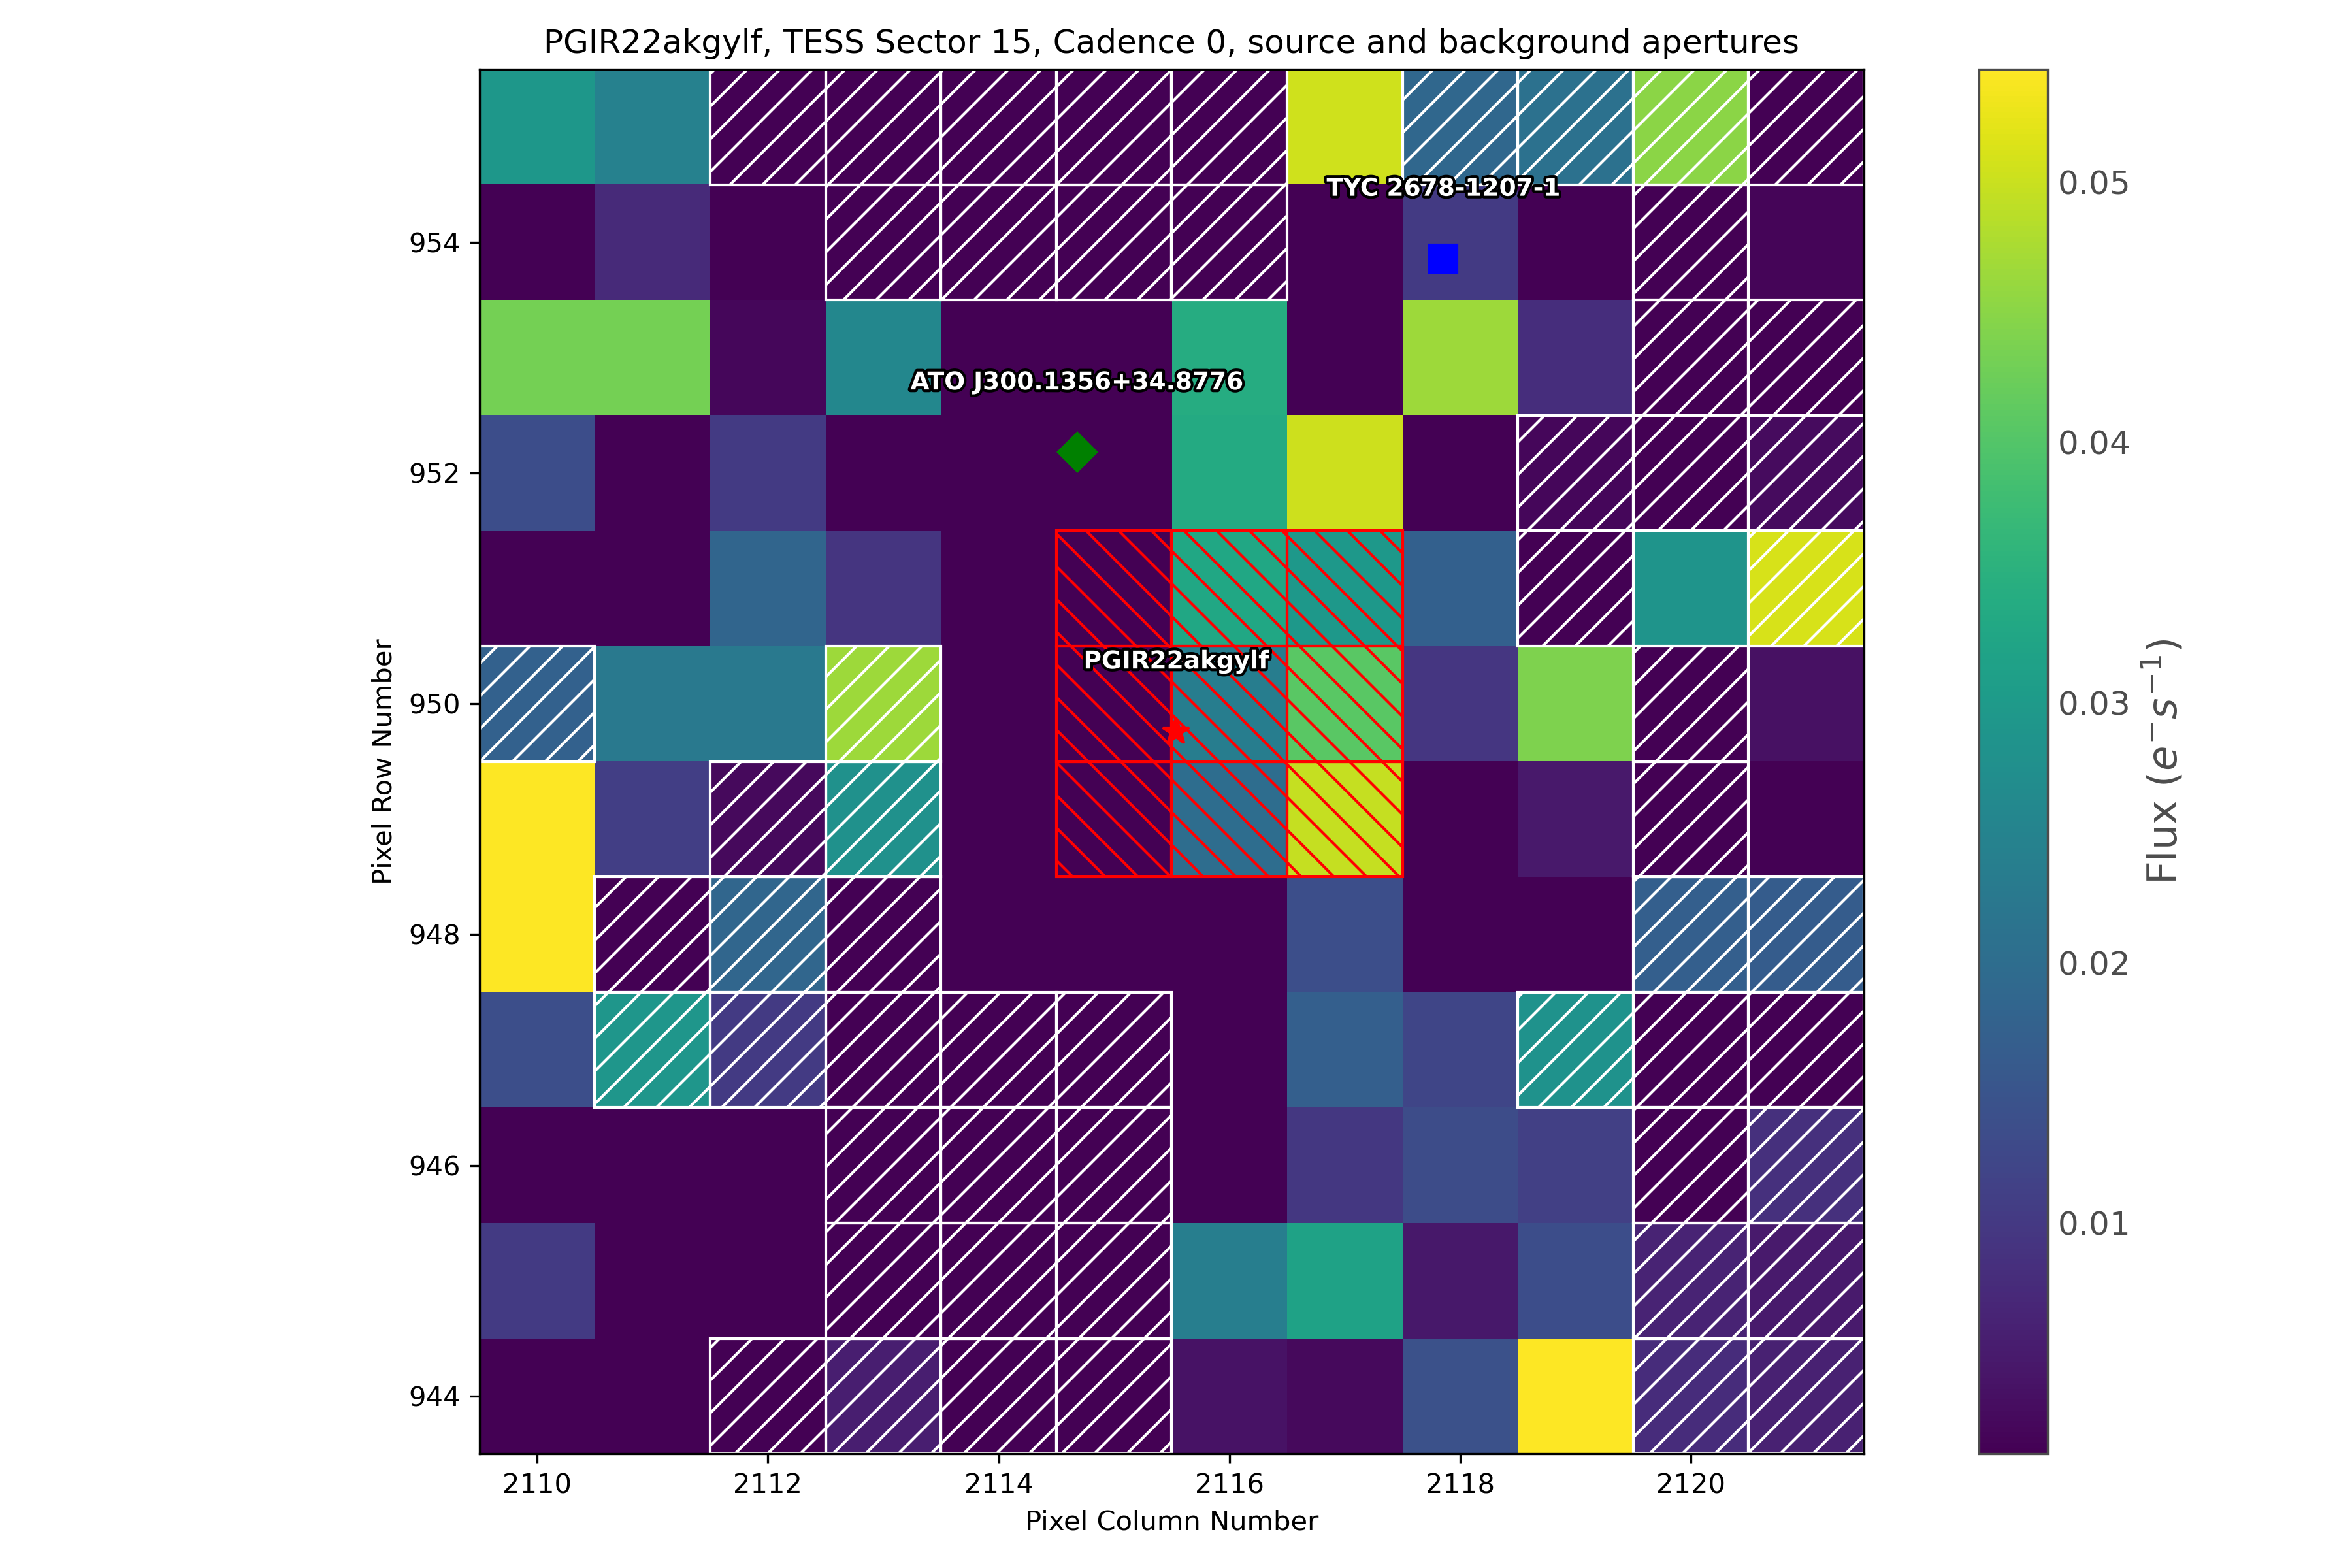 PGIR22akgylf, TESS Sector 15, Cadence 0, source and background apertures
TYC 2678-1207-1
ATO J300.1356+34.8776
PGIR22akgylf
954
952
950
948
946
944
Pixel Row Number
2110 2112 2114 2116 2118 2120
Pixel Column Number
0.05
0.04
0.03
0.02
0.01
Flux (e⁻s⁻¹)